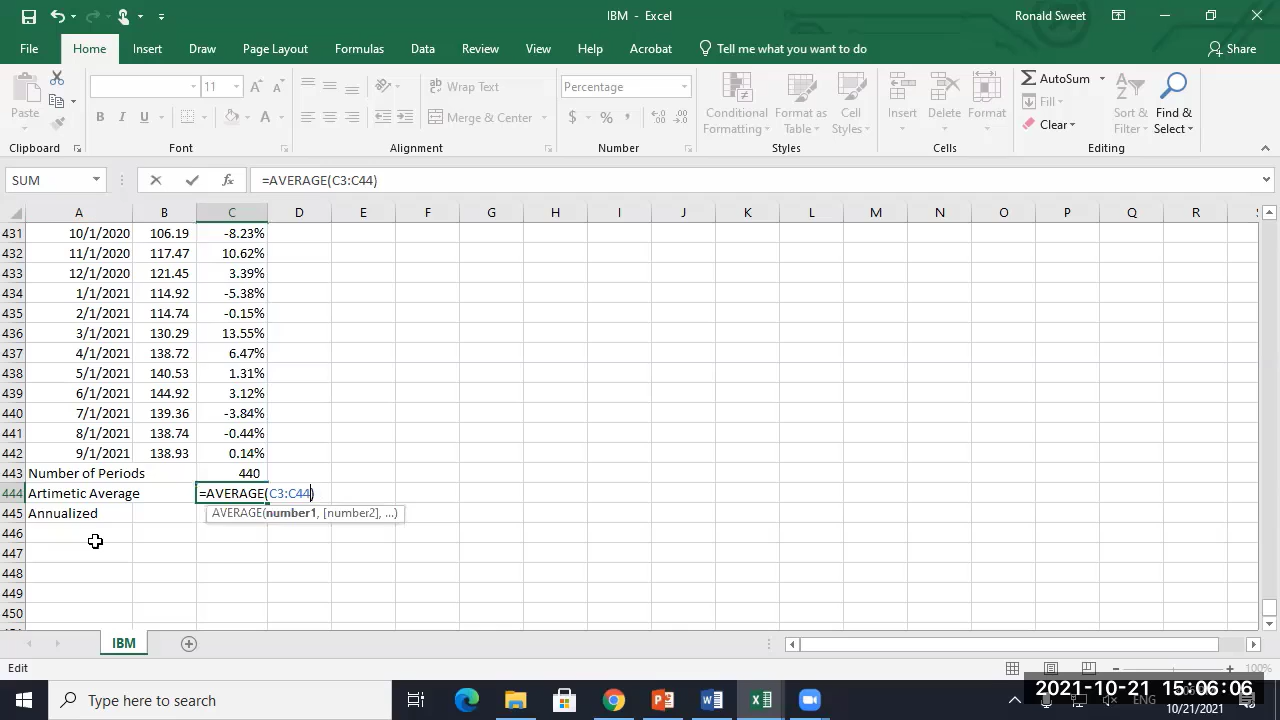 IBM - Excel
Ronald Sweet
File Home Insert Draw Page Layout Formulas Data Review View Help Acrobat Tell me what you want to do Share
Paste
Clipboard
11
B I U A
Font
ab Wrap Text
Merge & Center
Alignment
Percentage
$ % ,
Number
Conditional Formatting
Format as Table
Cell Styles
Styles
Insert Delete Format
Cells
AutoSum
Fill
Clear
Sort & Filter
Find & Select
Editing
SUM fx =AVERAGE(C3:C44)
A B C D E F G H I J K L M N O P Q R
431 10/1/2020 106.19 -8.23%
432 11/1/2020 117.47 10.62%
433 12/1/2020 121.45 3.39%
434 1/1/2021 114.92 -5.38%
435 2/1/2021 114.74 -0.15%
436 3/1/2021 130.29 13.55%
437 4/1/2021 138.72 6.47%
438 5/1/2021 140.53 1.31%
439 6/1/2021 144.92 3.12%
440 7/1/2021 139.36 -3.84%
441 8/1/2021 138.74 -0.44%
442 9/1/2021 138.93 0.14%
443 Number of Periods 440
444 Artimetic Average =AVERAGE(C3:C44)
445 Annualized AVERAGE(number1, [number2], ...)
446
447
448
449
450
IBM
Edit
100%
Type here to search
2021-10-21 15:06:06
ENG
10/21/2021